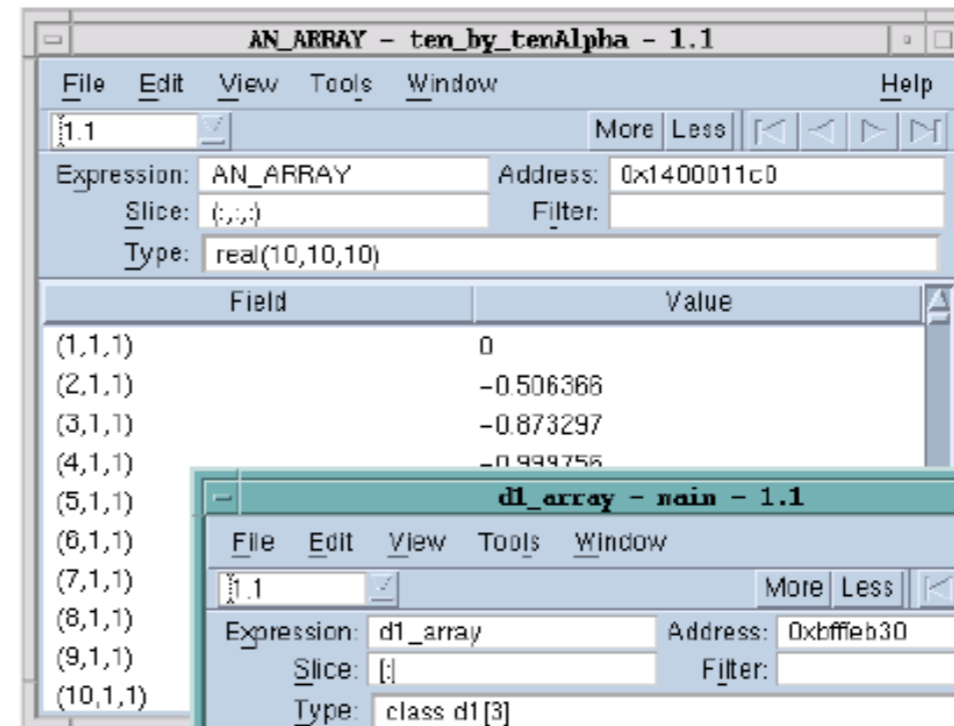 AN_ARRAY - ten_by_tenAlpha - 1.1
File Edit View Tools Window Help
1.1 More Less
Expression: AN_ARRAY Address: 0x1400011c0
Slice: (:,:,:) Filter:
Type: real(10,10,10)
Field Value
(1,1,1) 0
(2,1,1) -0.506366
(3,1,1) -0.873297
(4,1,1) -0.999756
(5,1,1)
(6,1,1)
(7,1,1)
(8,1,1)
(9,1,1)
(10,1,1)
d1_array - main - 1.1
File Edit View Tools Window
1.1 More Less
Expression: d1_array Address: 0xbfffeb30
Slice: [:] Filter:
Type: class d1[3]